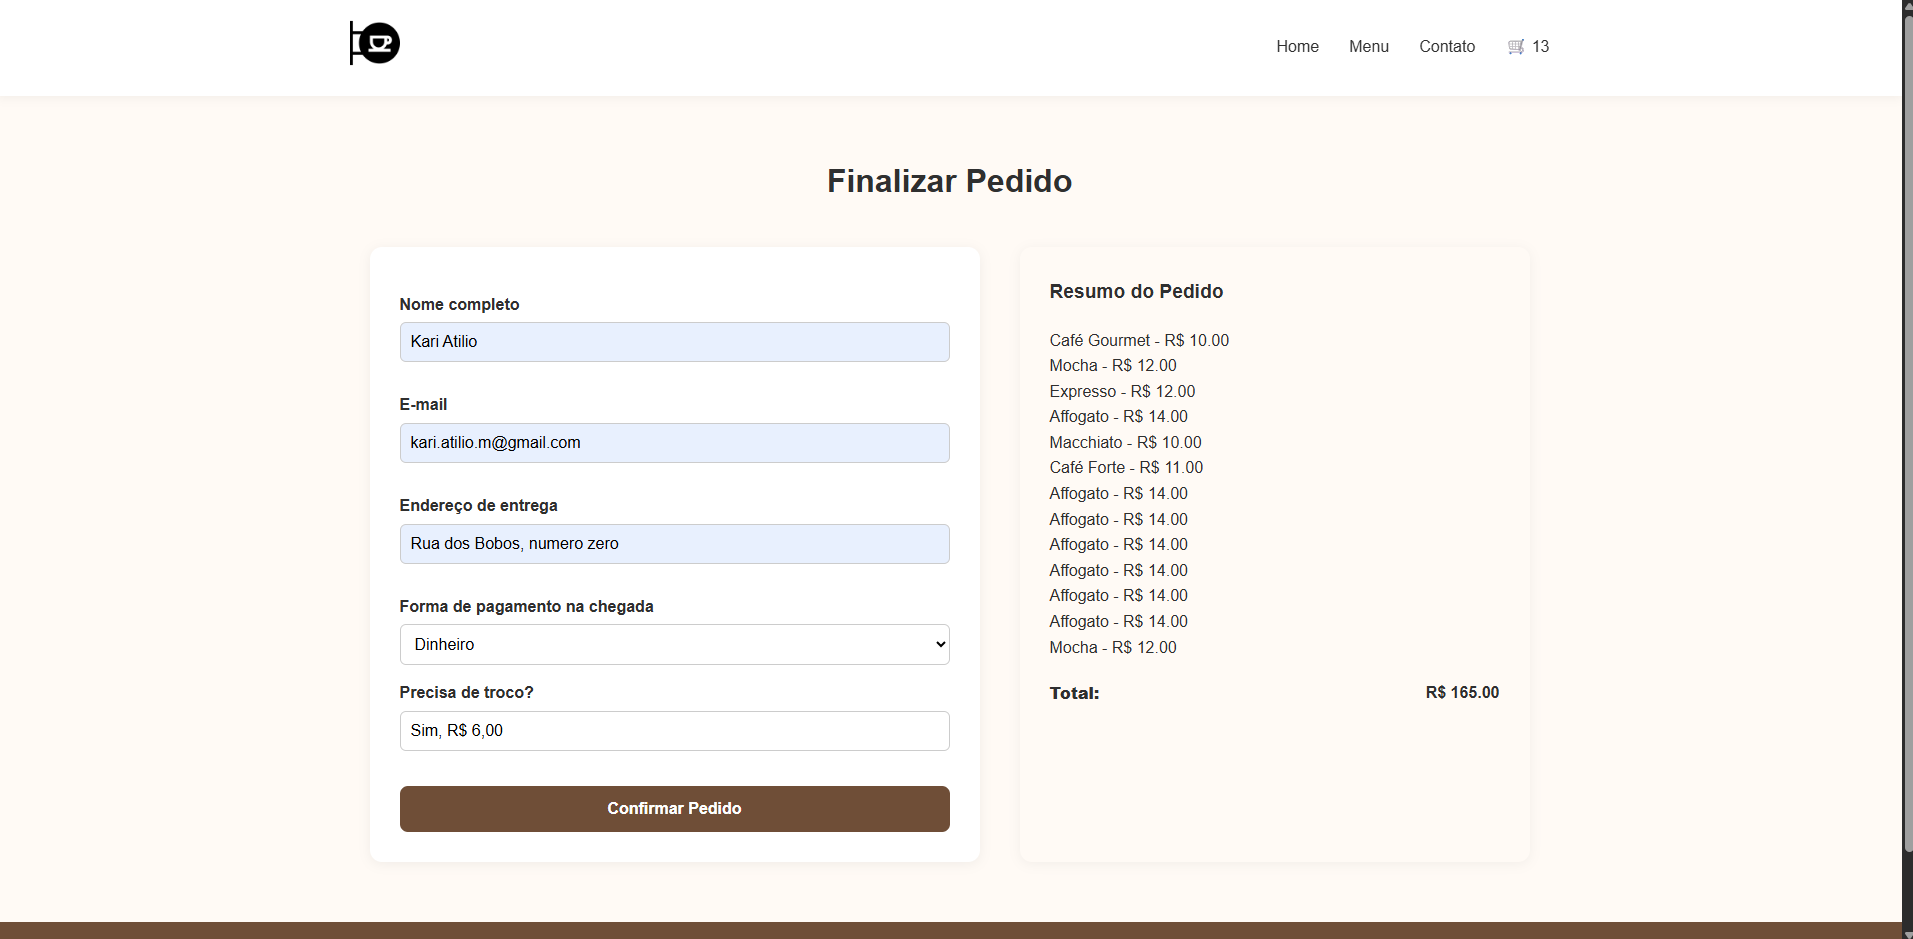 Home Menu Contato 🛒 13
Finalizar Pedido
Nome completo
Kari Atilio
E-mail
kari.atilio.m@gmail.com
Endereço de entrega
Rua dos Bobos, numero zero
Forma de pagamento na chegada
Dinheiro
Precisa de troco?
Sim, R$ 6,00
Confirmar Pedido
Resumo do Pedido
Café Gourmet - R$ 10.00
Mocha - R$ 12.00
Expresso - R$ 12.00
Affogato - R$ 14.00
Macchiato - R$ 10.00
Café Forte - R$ 11.00
Affogato - R$ 14.00
Affogato - R$ 14.00
Affogato - R$ 14.00
Affogato - R$ 14.00
Affogato - R$ 14.00
Affogato - R$ 14.00
Mocha - R$ 12.00
Total: R$ 165.00